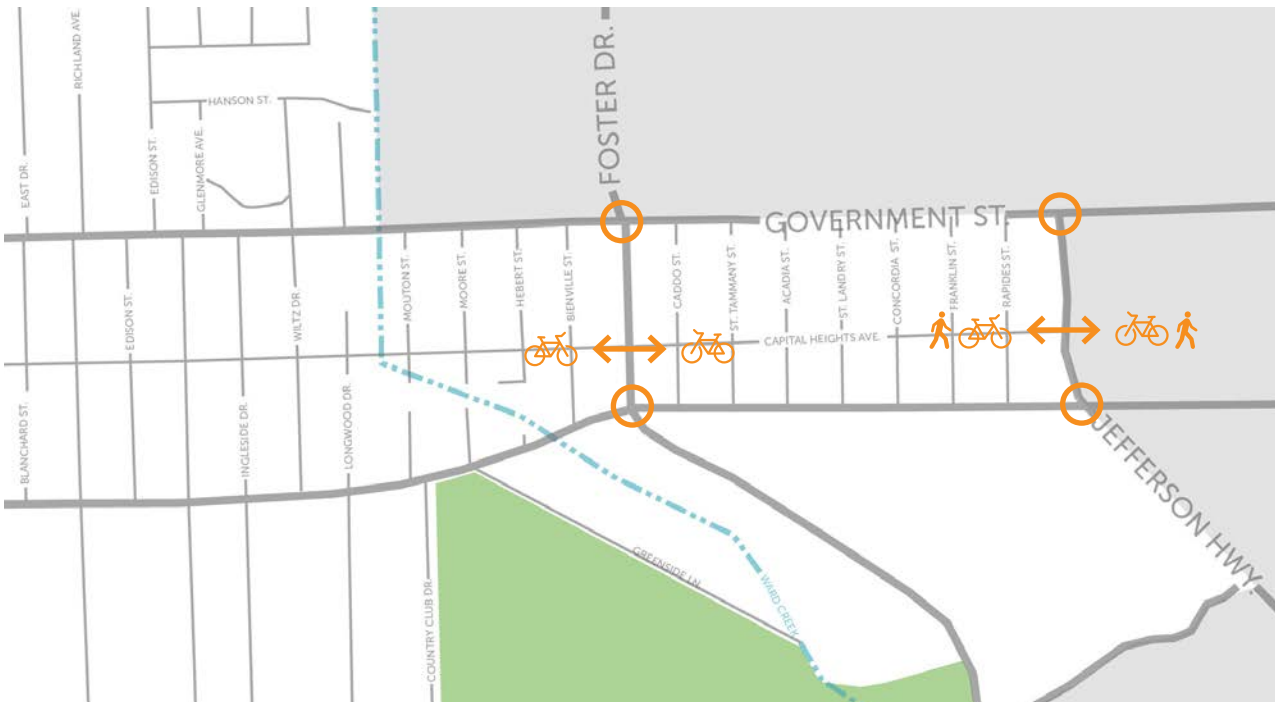 RICHLAND AVE.
FOSTER DR.
HANSON ST.
EAST DR.
EDISON ST.
GLENMORE AVE.
GOVERNMENT ST.
EDISON ST.
WILTZ DR.
MOUTON ST.
MOORE ST.
HEBERT ST.
BIENVILLE ST.
CADDO ST.
ST. TAMMANY ST.
ACADIA ST.
ST. LANDRY ST.
CONCORDIA ST.
FRANKLIN ST.
RAPIDES ST.
CAPITAL HEIGHTS AVE.
BLANCHARD ST.
INGLESIDE DR.
LONGWOOD DR.
JEFFERSON HWY.
GREENSIDE LN.
WARD CREEK
COUNTRY CLUB DR.